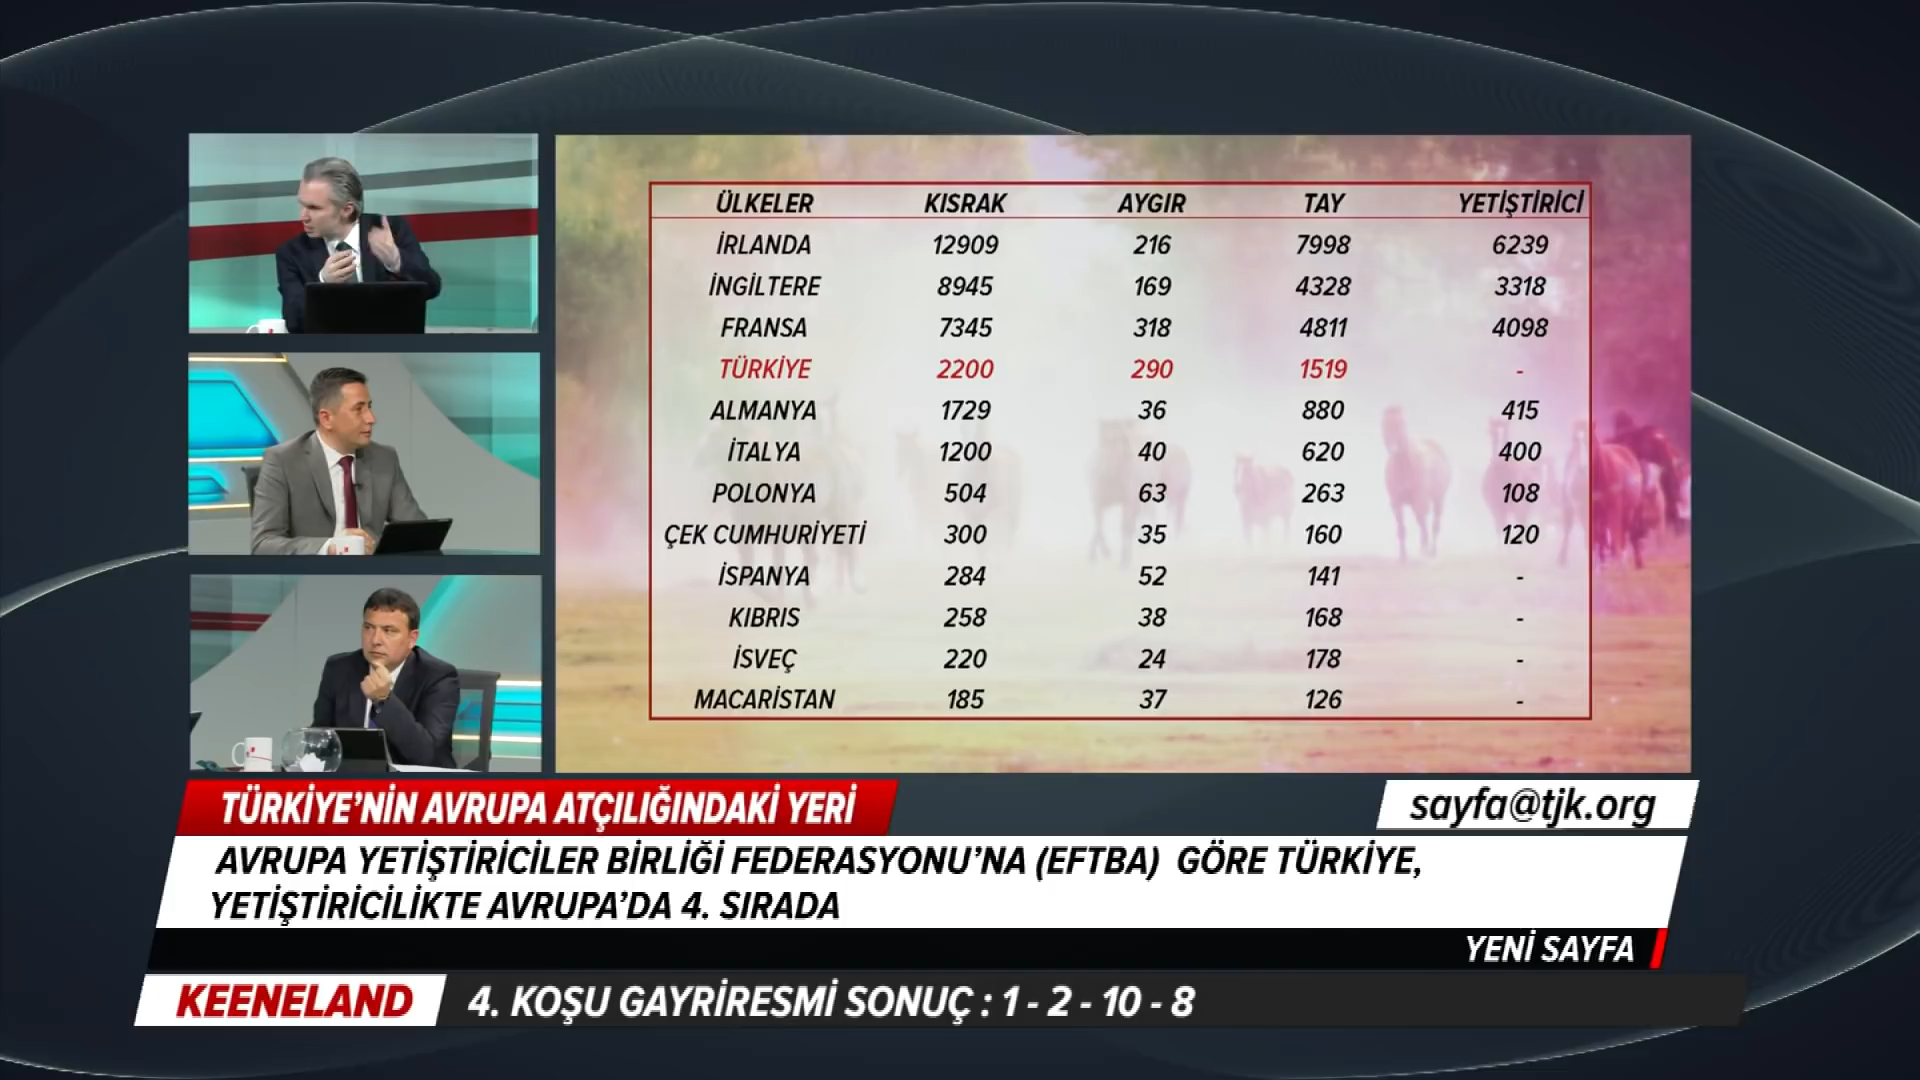 ÜLKELER KISRAK AYGIR TAY YETİŞTİRİCİ
İRLANDA 12909 216 7998 6239
İNGİLTERE 8945 169 4328 3318
FRANSA 7345 318 4811 4098
TÜRKİYE 2200 290 1519 -
ALMANYA 1729 36 880 415
İTALYA 1200 40 620 400
POLONYA 504 63 263 108
ÇEK CUMHURİYETİ 300 35 160 120
İSPANYA 284 52 141 -
KIBRIS 258 38 168 -
İSVEÇ 220 24 178 -
MACARİSTAN 185 37 126 -
TÜRKİYE'NİN AVRUPA ATÇILIĞINDAKİ YERİ
sayfa@tjk.org
AVRUPA YETİŞTİRİCİLER BİRLİĞİ FEDERASYONU'NA (EFTBA) GÖRE TÜRKİYE,
YETİŞTİRİCİLİKTE AVRUPA'DA 4. SIRADA
YENİ SAYFA
KEENELAND 4. KOŞU GAYRİRESMİ SONUÇ : 1 - 2 - 10 - 8